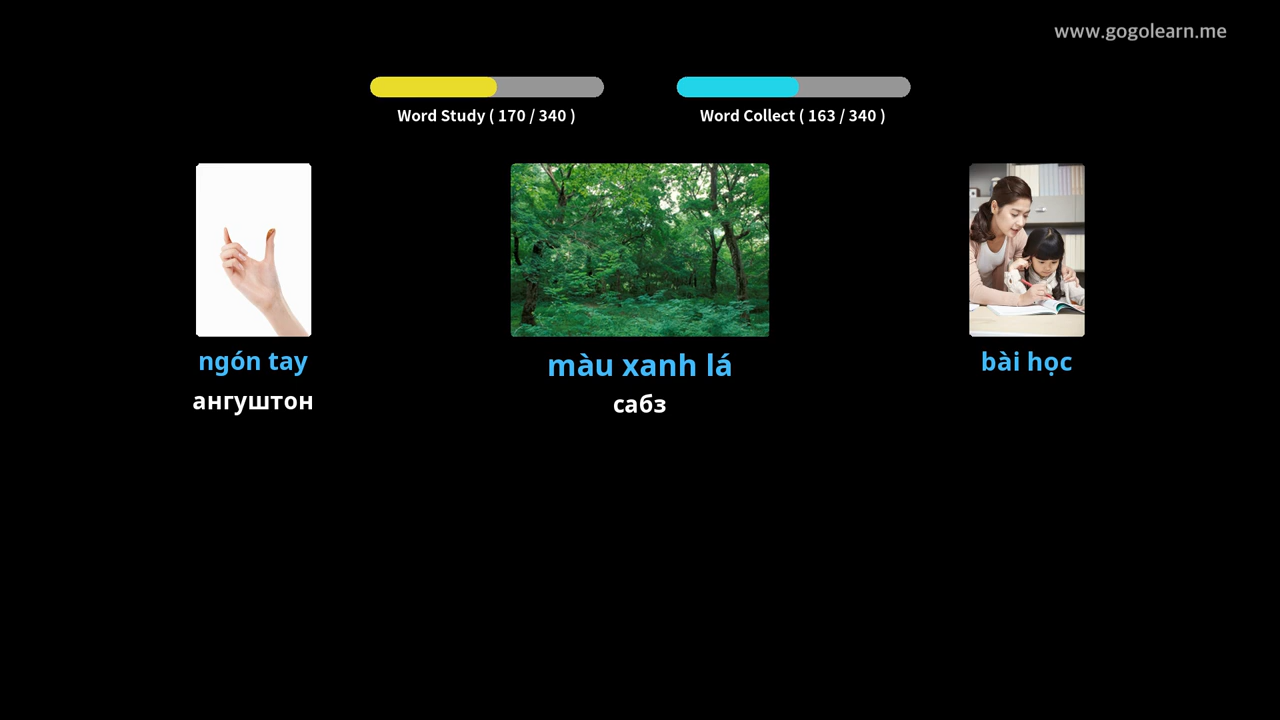 www.gogolearn.me
Word Study ( 170 / 340 )
Word Collect ( 163 / 340 )
ngón tay
ангуштон
màu xanh lá
сабз
bài học